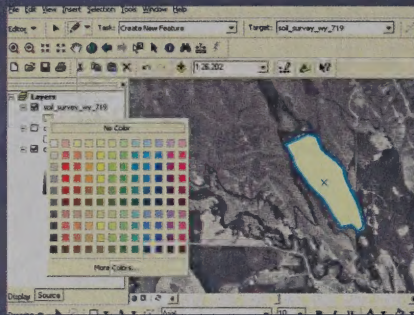 File Edit View Insert Selection Tools Window Help
Editor Task: Create New Feature Target: soil_survey_wy_719
1:26,202
Layers
soil_survey_wy_719
No Color
More Colors...
Display Source
10 B I U A